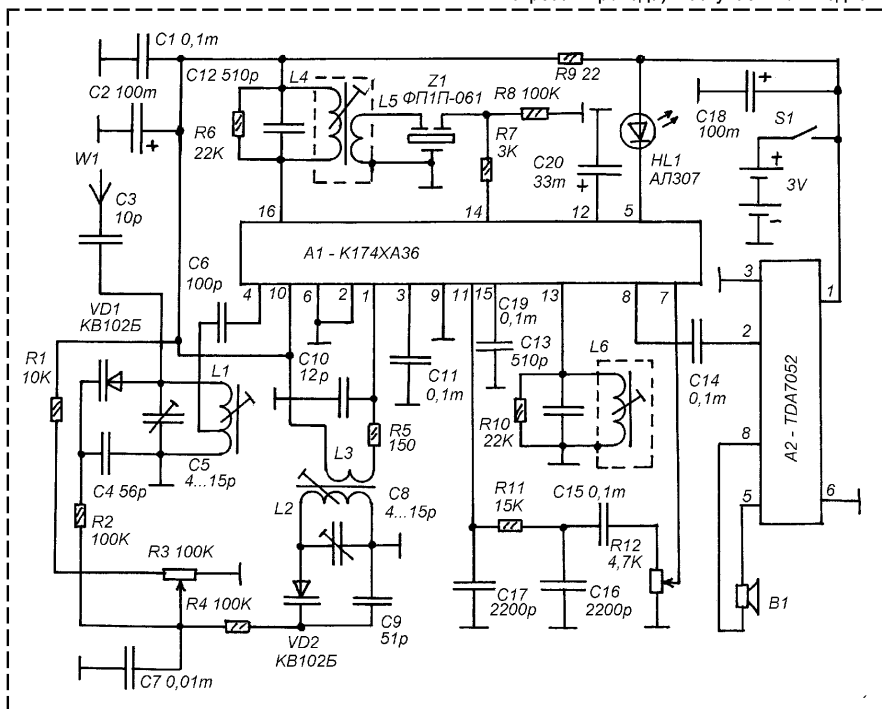 C1 0,1m
C2 100m
C12 510p
L4
L5
Z1
ФП1П-061
R8 100K
R9 22
R6
22K
R7
3K
C20
33m
HL1
АЛ307
C18
100m
S1
3V
W1
C3
10p
16
14
12
5
A1 - К174ХА36
4
10
6
2
1
3
9
11
15
13
8
7
C6
100p
VD1
КВ102Б
R1
10K
L1
C4 56p
C5
4...15p
R2
100K
R3 100K
R4 100K
C7 0,01m
C10
12p
C11
0,1m
R5
150
L3
L2
C8
4...15p
VD2
КВ102Б
C9
51p
C19
0,1m
C13
510p
L6
R10
22K
R11
15K
C15 0,1m
R12
4,7K
C17
2200p
C16
2200p
C14
0,1m
3
1
2
8
5
6
A2 - TDA7052
B1